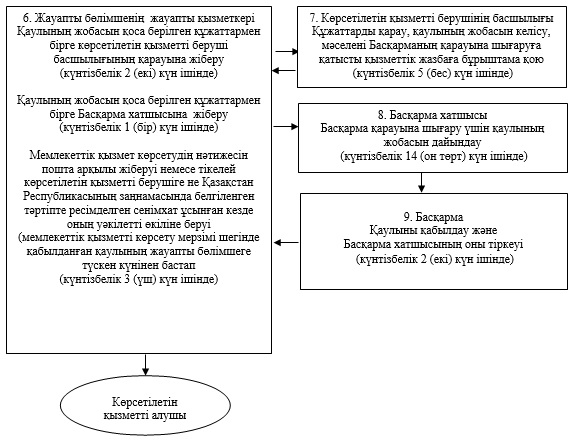 6. Жауапты бөлімшенің  жауапты қызметкері
Қаулының жобасын қоса берілген құжаттармен
бірге көрсетілетін қызметті беруші
басшылығының қарауына жіберу
(күнтізбелік 2 (екі) күн ішінде)
Қаулының жобасын қоса берілген құжаттармен
бірге Басқарма хатшысына  жіберу
(күнтізбелік 1 (бір) күн ішінде)
Мемлекеттік қызмет көрсетудің нәтижесін
пошта арқылы жіберуі немесе тікелей
көрсетілетін қызметті берушіге не Қазақстан
Республикасының заңнамасында белгіленген
тәртіпте ресімделген сенімхат ұсынған кезде
оның уәкілетті өкіліне беруі
(мемлекеттік қызметті көрсету мерзімі шегінде
қабылданған қаулының жауапты бөлімшеге
түскен күнінен бастап
(күнтізбелік 3 (үш) күн ішінде)
7. Көрсетілетін қызметті берушінің басшылығы
Құжаттарды қарау, қаулының жобасын келісу,
мәселені Басқарманың қарауына шығаруға
қатысты қызметтік жазбаға бұрыштама қою
(күнтізбелік 5 (бес) күн ішінде)
8. Басқарма хатшысы
Басқарма қарауына шығару үшін қаулының
жобасын дайындау
(күнтізбелік 14 (он төрт) күн ішінде)
9. Басқарма
Қаулыны қабылдау және
Басқарма хатшысының оны тіркеуі
(күнтізбелік 2 (екі) күн ішінде)
Көрсетілетін
қызметті алушы